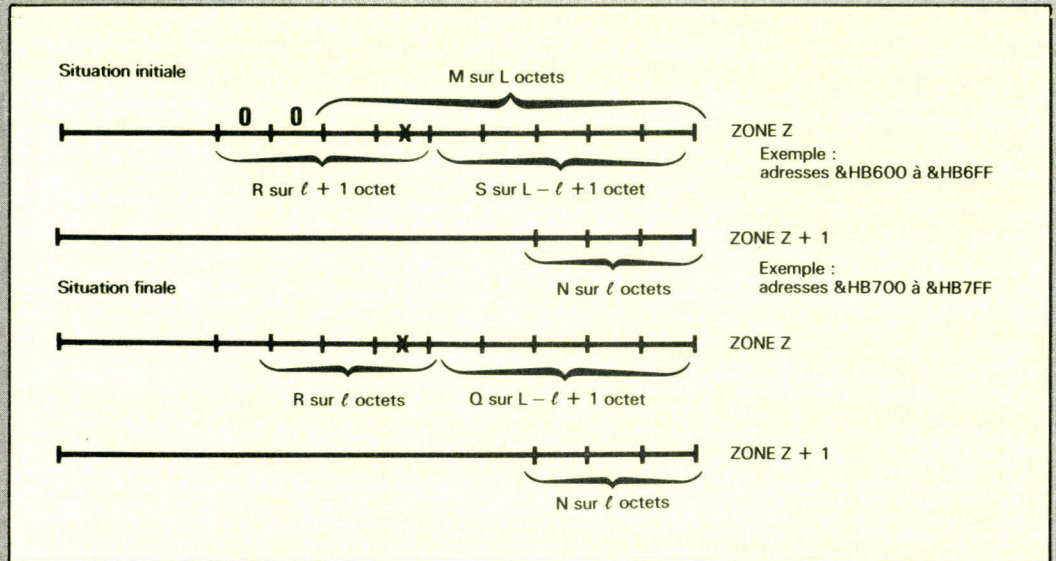 Situation initiale
M sur L octets
0 0
X
ZONE Z
Exemple :
adresses &HB600 à &HB6FF
R sur ℓ + 1 octet
S sur L – ℓ + 1 octet
ZONE Z + 1
Exemple :
adresses &HB700 à &HB7FF
N sur ℓ octets
Situation finale
X
ZONE Z
R sur ℓ octets
Q sur L – ℓ + 1 octet
ZONE Z + 1
N sur ℓ octets